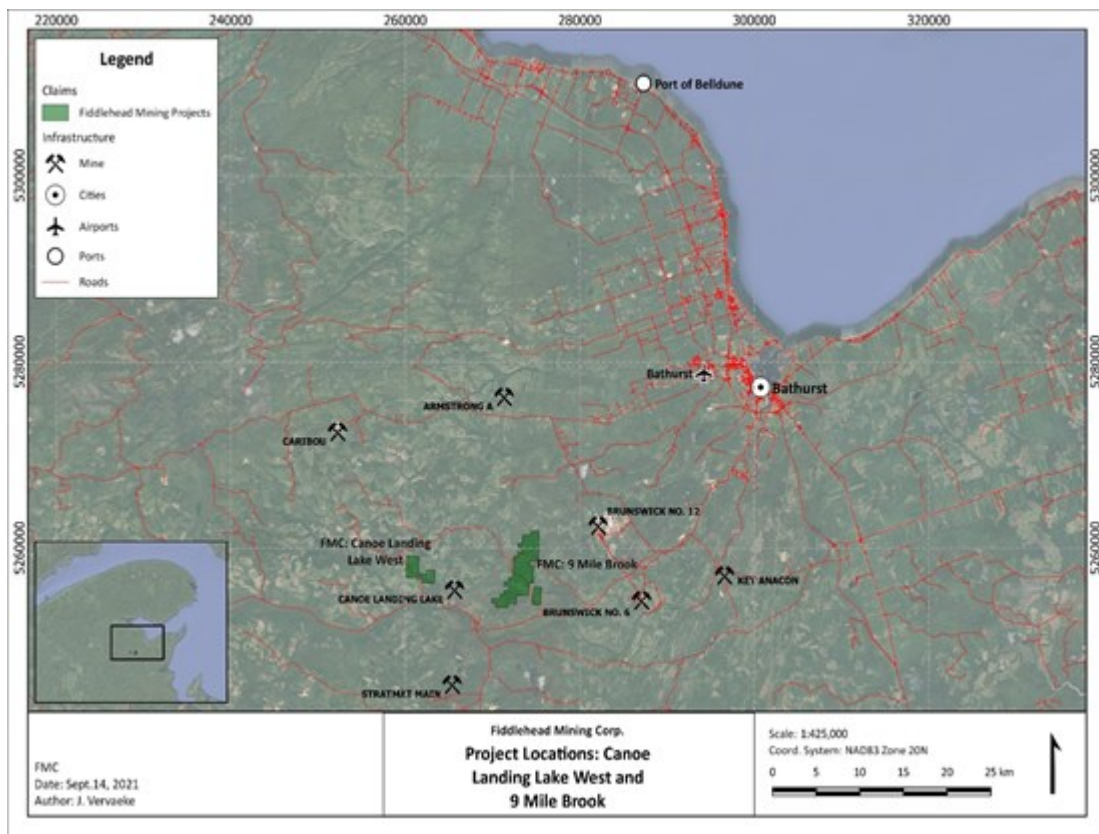 220000 240000 260000 280000 300000 320000
Legend
Claims
Fiddlehead Mining Projects
Infrastructure
Mine
Cities
Airports
Ports
Roads
Port of Belldune
5300000 5300000
5280000 5280000
Bathurst
Bathurst
ARMSTRONG A
CARIBOU
BRUNSWICK NO. 12
5260000 5260000
FMC: Canoe Landing
Lake West
FMC: 9 Mile Brook
KEY ANACON
CANOE LANDING LAKE
BRUNSWICK NO. 6
STRATMAT MAIN
FMC
Date: Sept.14, 2021
Author: J. Vervaeke
Fiddlehead Mining Corp.
Project Locations: Canoe
Landing Lake West and
9 Mile Brook
Scale: 1:425,000
Coord. System: NAD83 Zone 20N
0 5 10 15 20 25 km